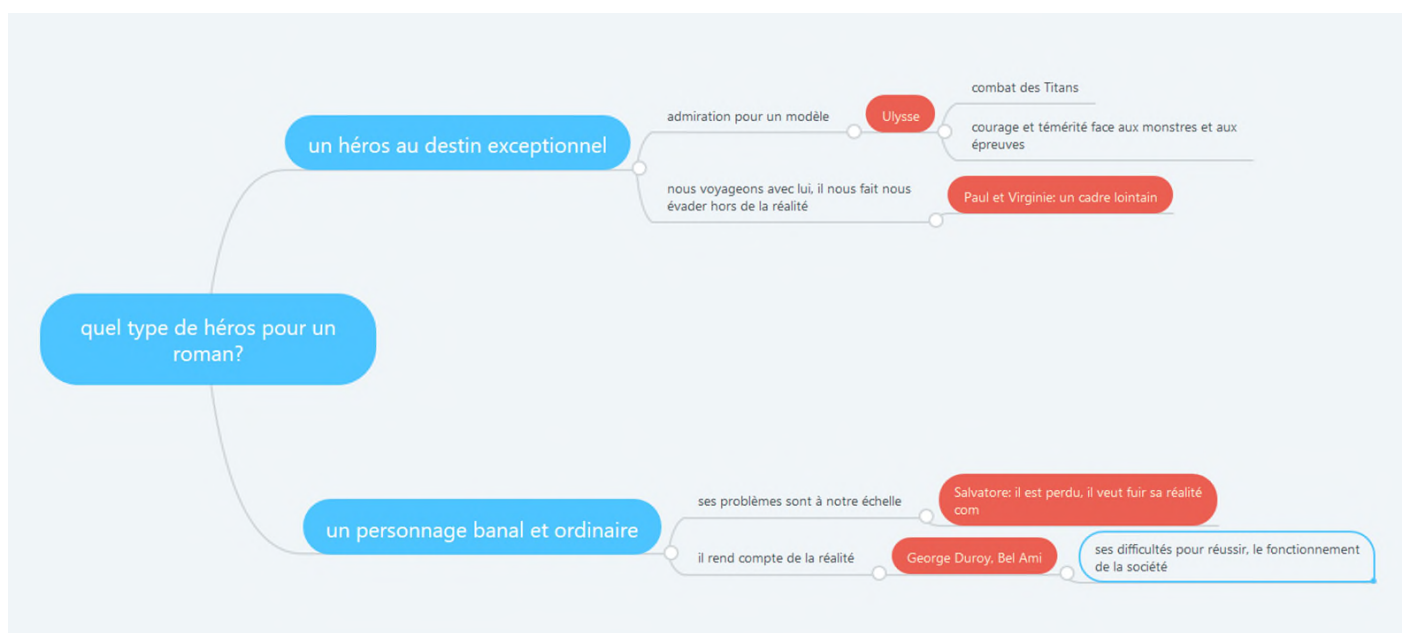 quel type de héros pour un
roman?
un héros au destin exceptionnel
admiration pour un modèle
Ulysse
combat des Titans
courage et témérité face aux monstres et aux
épreuves
nous voyageons avec lui, il nous fait nous
évader hors de la réalité
Paul et Virginie: un cadre lointain
un personnage banal et ordinaire
ses problèmes sont à notre échelle
Salvatore: il est perdu, il veut fuir sa réalité
com
il rend compte de la réalité
George Duroy, Bel Ami
ses difficultés pour réussir, le fonctionnement
de la société